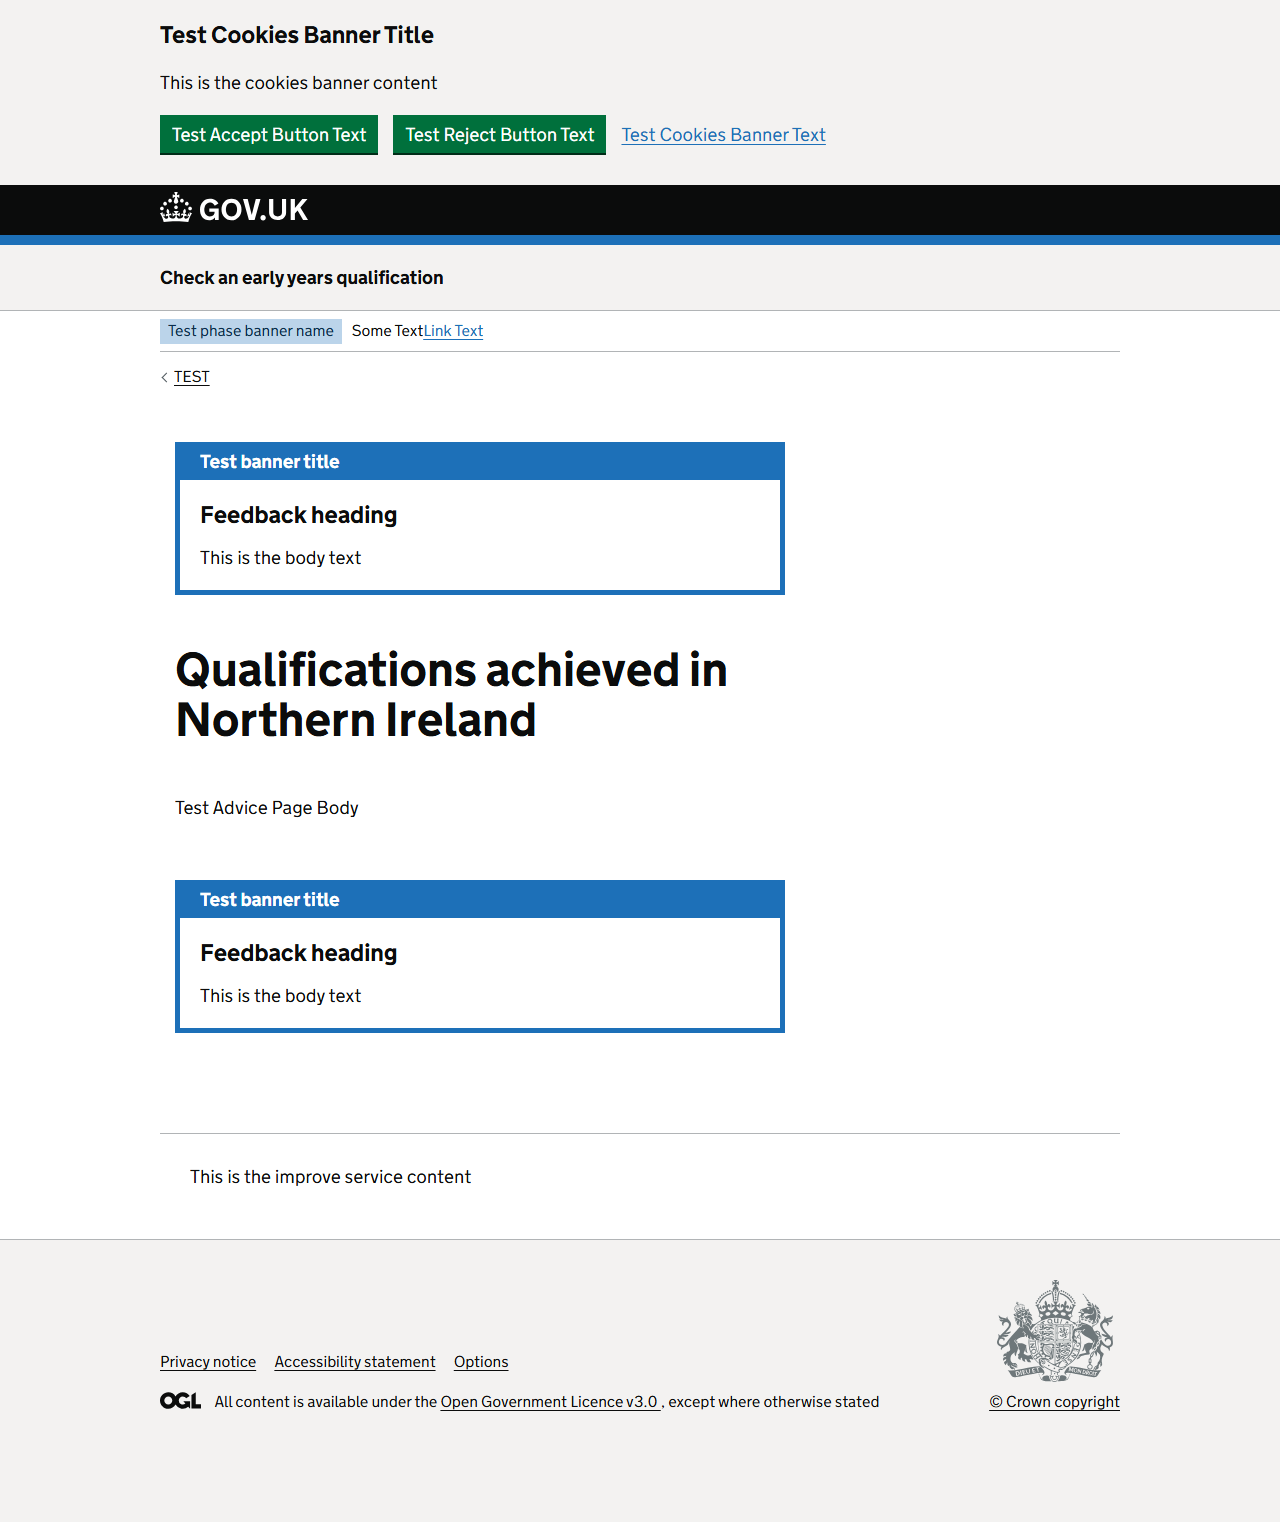 Test Cookies Banner Title
This is the cookies banner content
Test Accept Button Text Test Reject Button Text Test Cookies Banner Text
GOV.UK
Check an early years qualification
Test phase banner name Some TextLink Text
TEST
Test banner title
Feedback heading
This is the body text
Qualifications achieved in
Northern Ireland
Test Advice Page Body
Test banner title
Feedback heading
This is the body text
This is the improve service content
Privacy notice Accessibility statement Options
OGL All content is available under the Open Government Licence v3.0 , except where otherwise stated
© Crown copyright